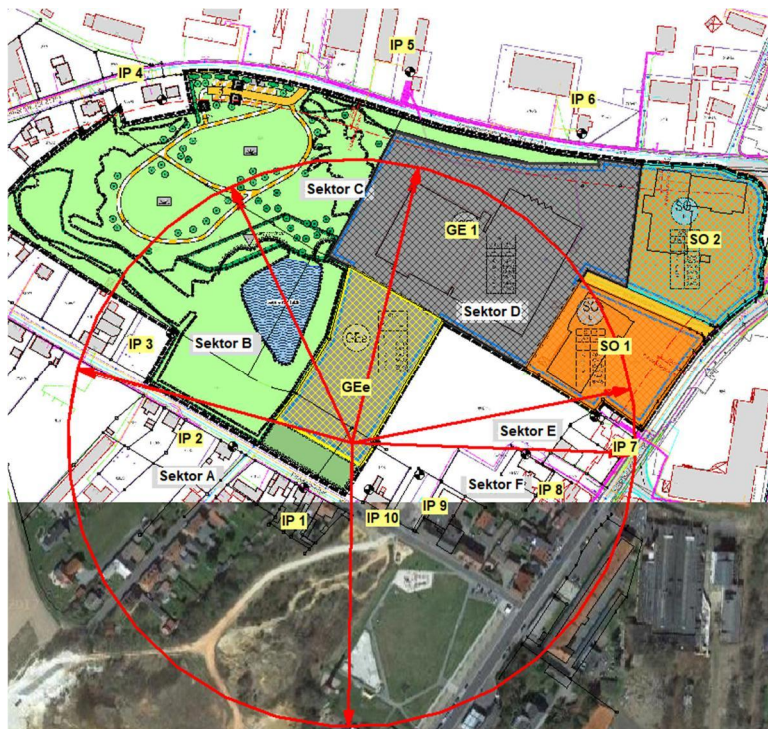 IP 5
IP 4
IP 6
Sektor C
GE 1
SO 2
Sektor D
IP 3
Sektor B
SO 1
GEe
GEe
Sektor E
IP 2
IP 7
Sektor A
Sektor F
IP 8
IP 1
IP 10
IP 9